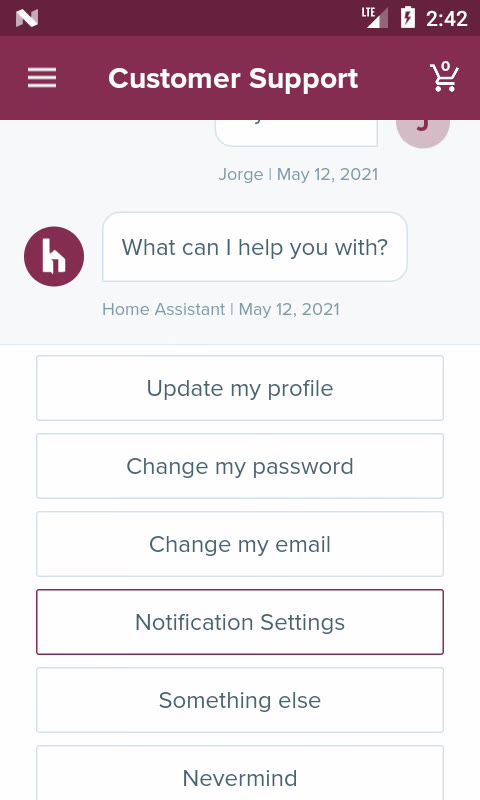 LTE 2:42
Customer Support
0
Jorge | May 12, 2021
h
What can I help you with?
Home Assistant | May 12, 2021
Update my profile
Change my password
Change my email
Notification Settings
Something else
Nevermind